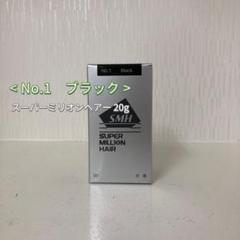 No.1 Black
< No.1 ブラック >
スーパーミリオンヘアー 20g
SMH
SUPER
MILLION
HAIR